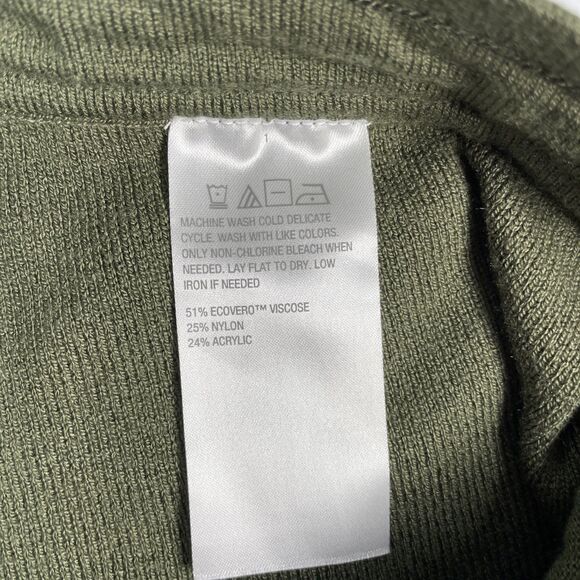 MACHINE WASH COLD DELICATE
CYCLE. WASH WITH LIKE COLORS.
ONLY NON-CHLORINE BLEACH WHEN
NEEDED. LAY FLAT TO DRY. LOW
IRON IF NEEDED
51% ECOVERO™ VISCOSE
25% NYLON
24% ACRYLIC